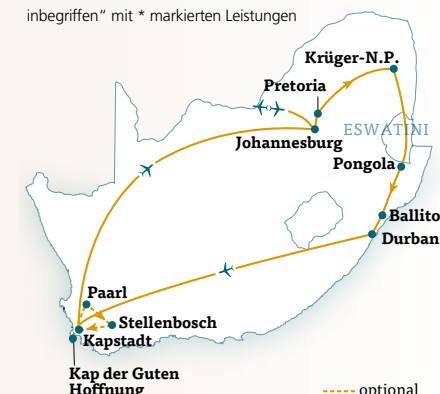 inbegriffen” mit * markierten Leistungen
Krüger-N.P.
Pretoria
ESWATINI
Johannesburg
Pongola
Ballito
Durban
Paarl
Stellenbosch
Kapstadt
Kap der Guten
Hoffnung
optional